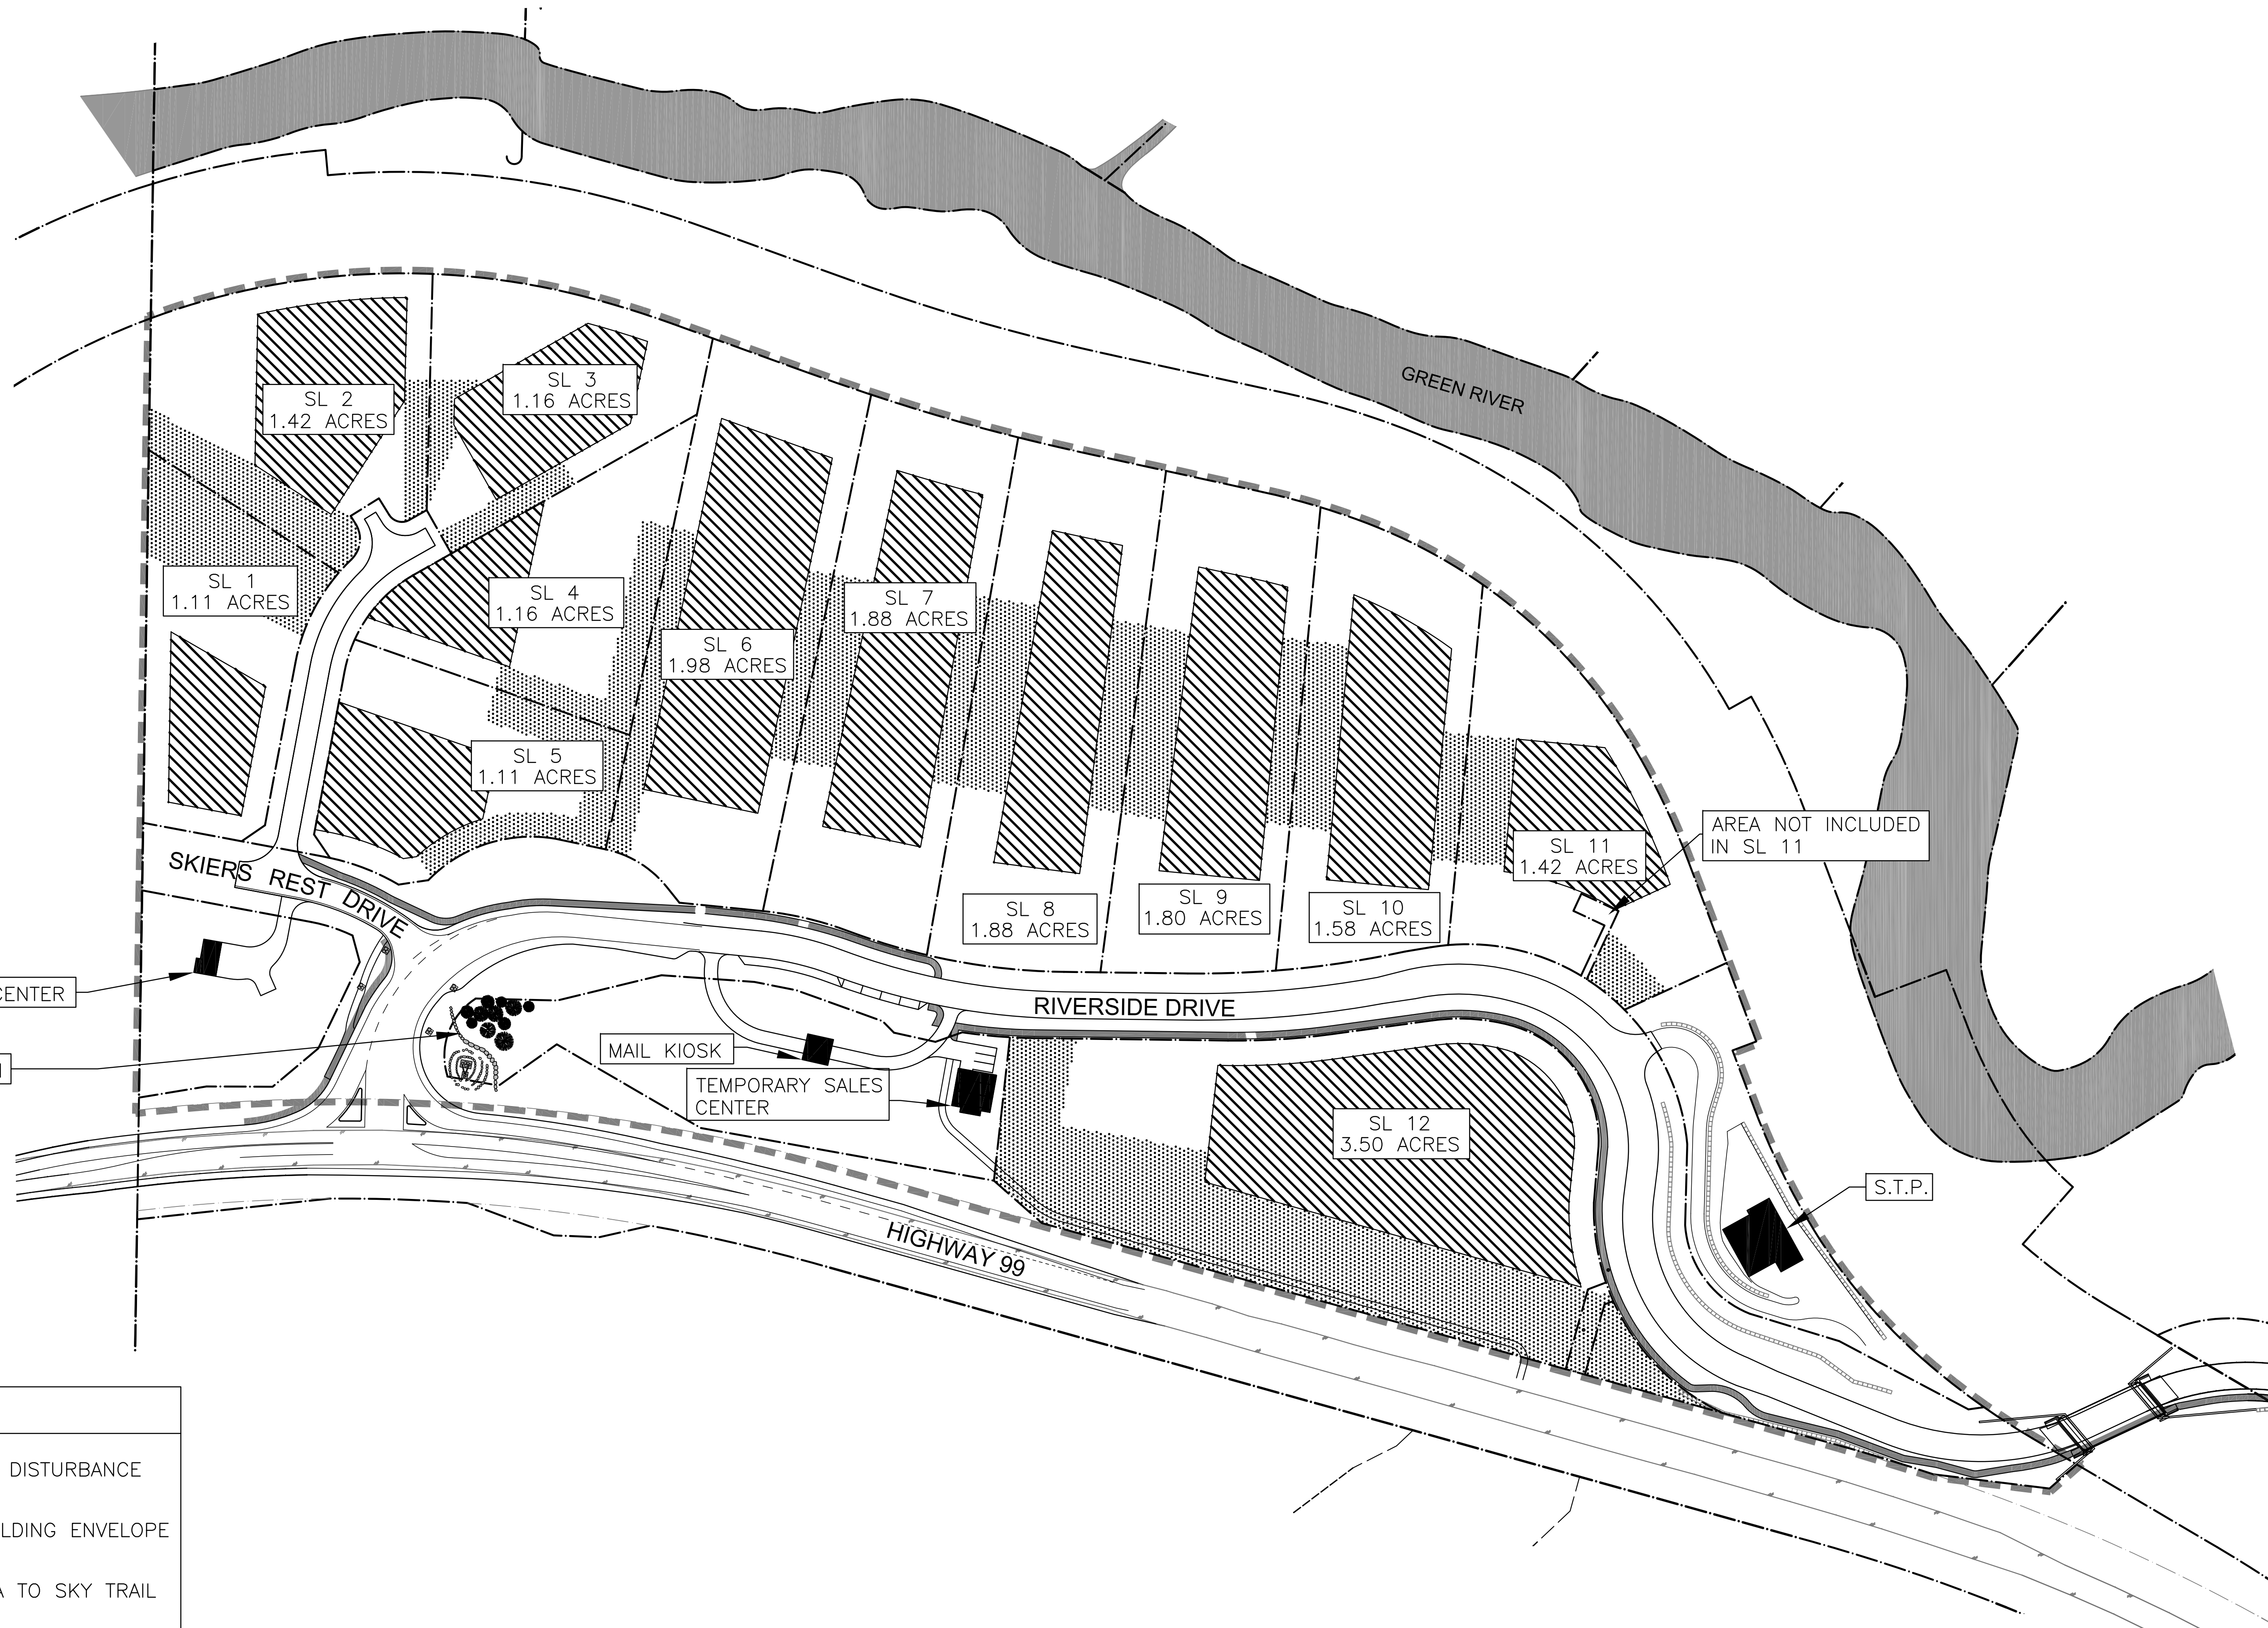 GREEN RIVER
SL 2
1.42 ACRES
SL 3
1.16 ACRES
SL 1
1.11 ACRES
SL 4
1.16 ACRES
SL 5
1.11 ACRES
SL 6
1.98 ACRES
SL 7
1.88 ACRES
SL 8
1.88 ACRES
SL 9
1.80 ACRES
SL 10
1.58 ACRES
SL 11
1.42 ACRES
AREA NOT INCLUDED
IN SL 11
SKIERS REST DRIVE
CENTER
RIVERSIDE DRIVE
MAIL KIOSK
TEMPORARY SALES
CENTER
SL 12
3.50 ACRES
S.T.P.
HIGHWAY 99
DISTURBANCE
LDING ENVELOPE
A TO SKY TRAIL